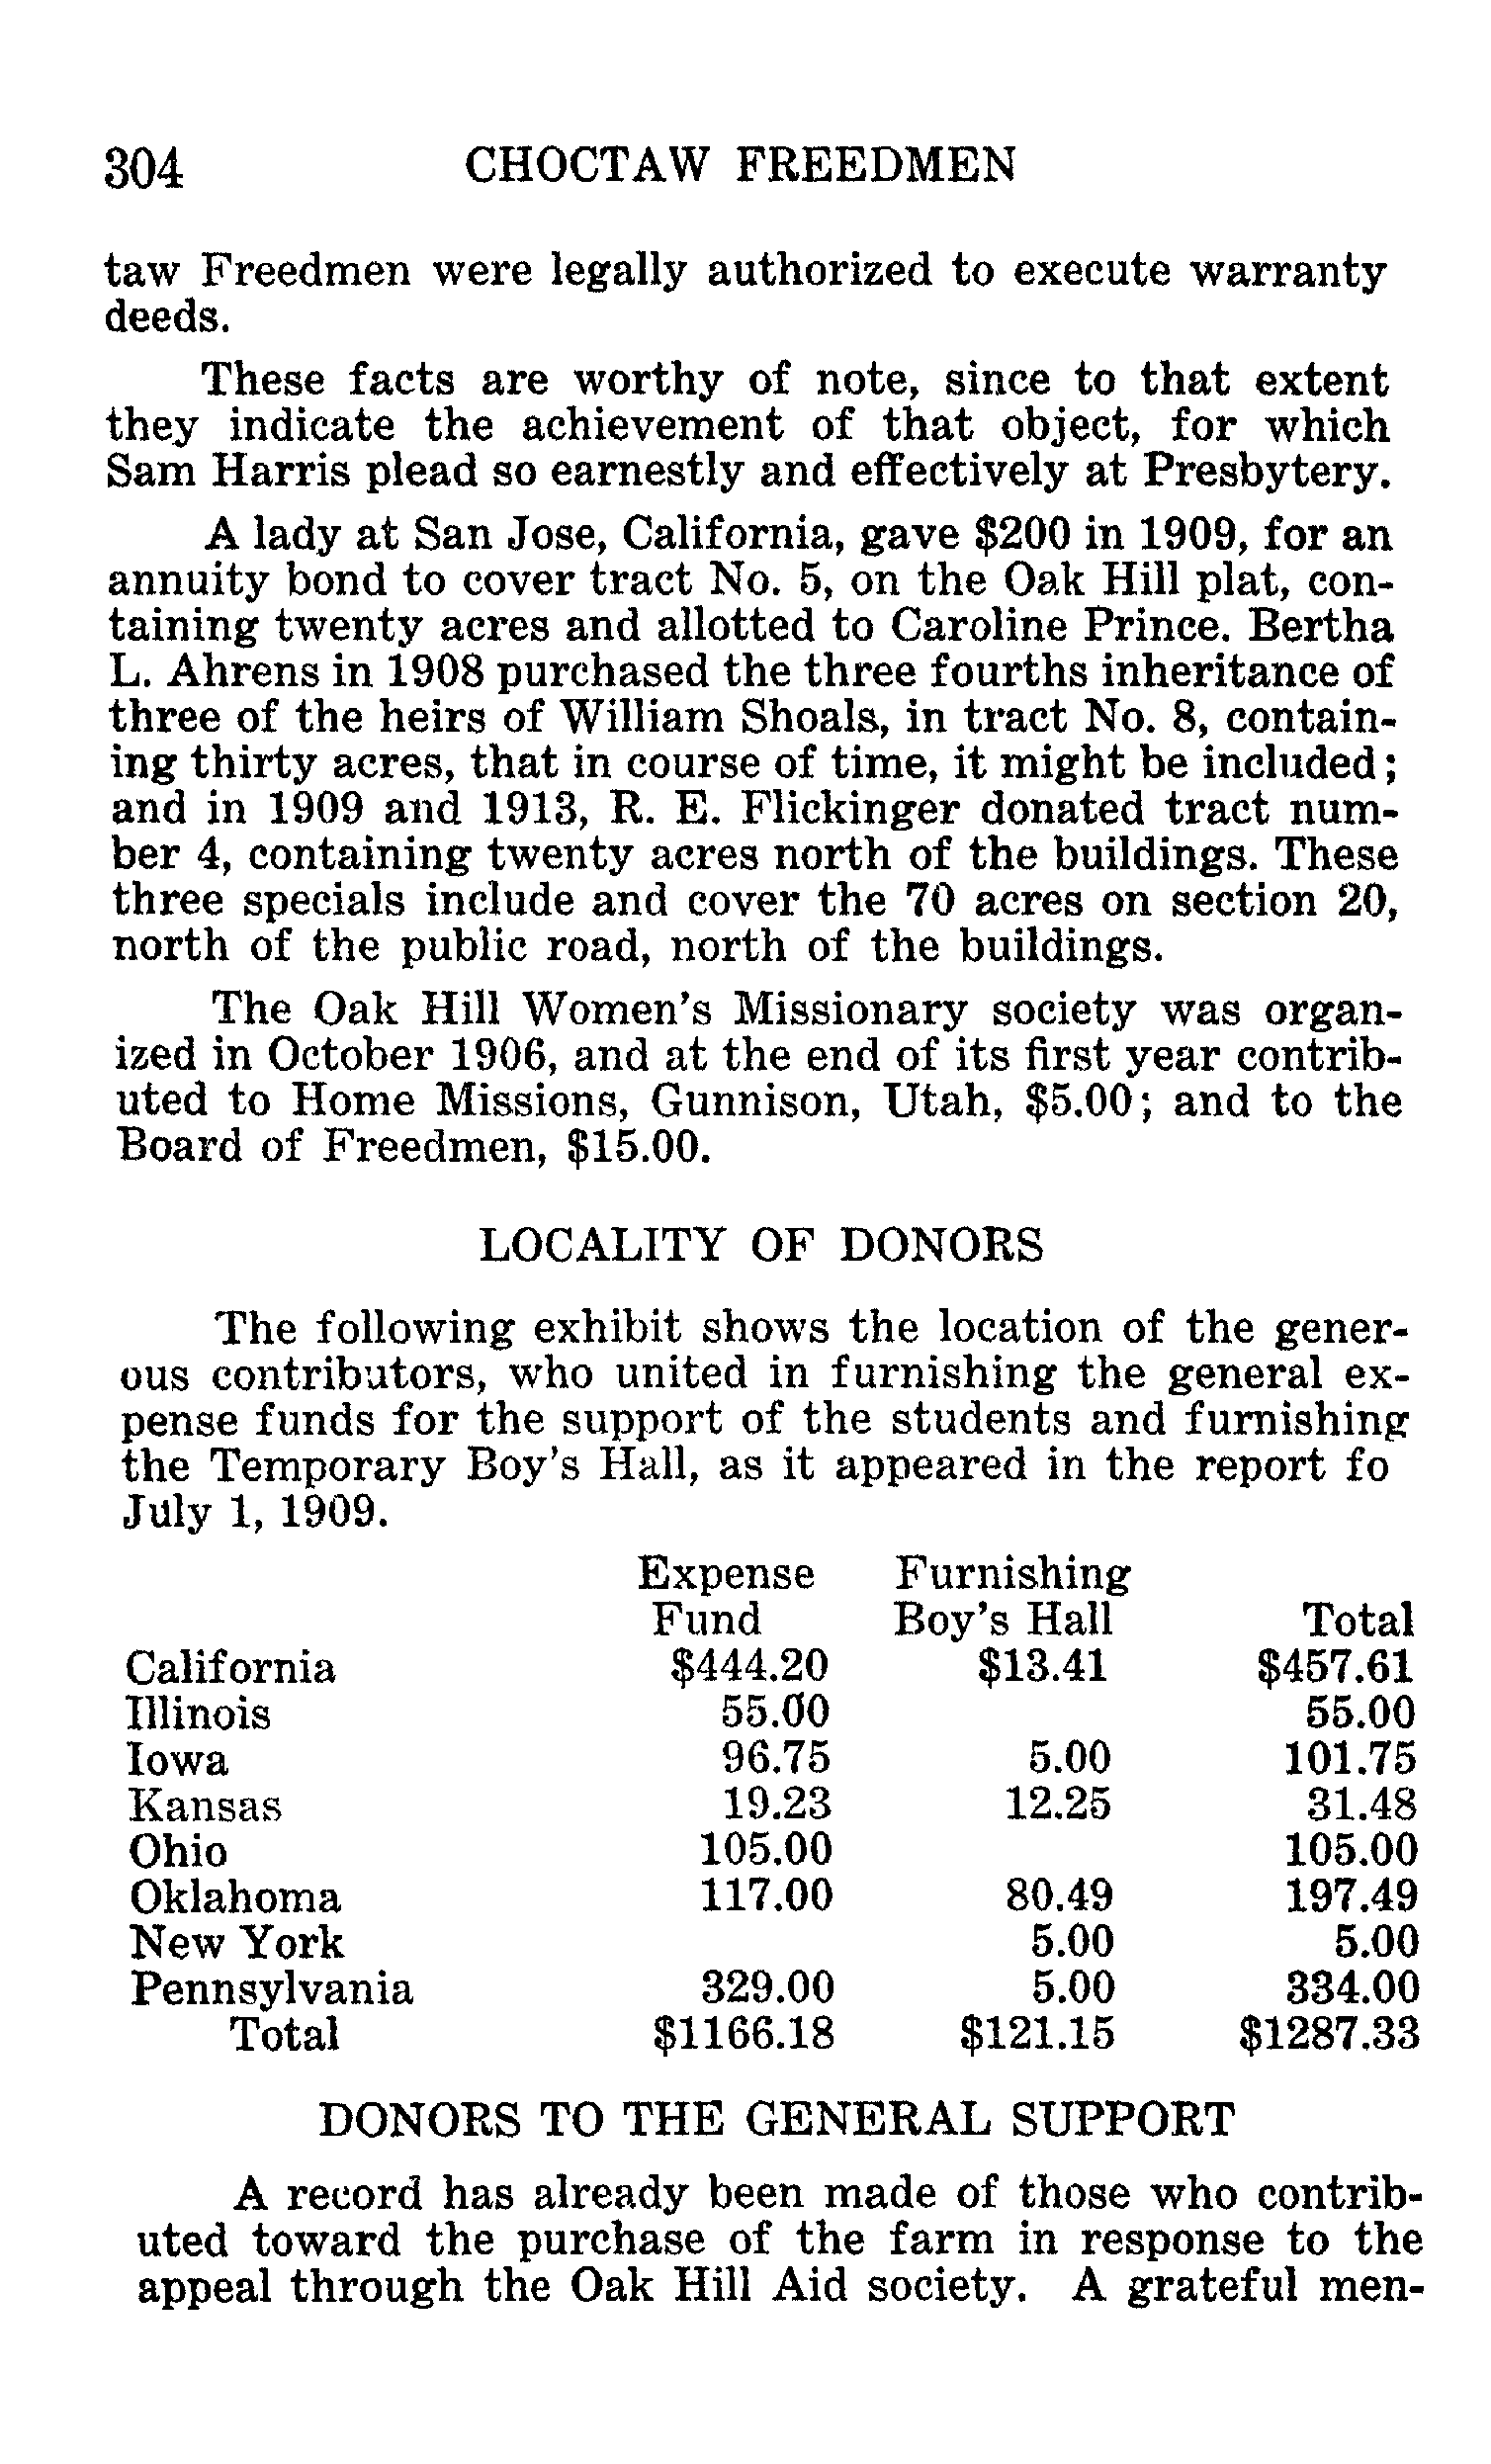 304 CHOCTAW FREEDMEN
taw Freedmen were legally authorized to execute warranty
deeds.
These facts are worthy of note, since to that extent
they indicate the achievement of that object, for which
Sam Harris plead so earnestly and effectively at Presbytery.
A lady at San Jose, California, gave $200 in 1909, for an
annuity bond to cover tract No. 5, on the Oak Hill plat, con-
taining twenty acres and allotted to Caroline Prince. Bertha
L. Ahrens in 1908 purchased the three fourths inheritance of
three of the heirs of William Shoals, in tract No. 8, contain-
ing thirty acres, that in course of time, it might be included;
and in 1909 and 1913, R. E. Flickinger donated tract num-
ber 4, containing twenty acres north of the buildings. These
three specials include and cover the 70 acres on section 20,
north of the public road, north of the buildings.
The Oak Hill Women's Missionary society was organ-
ized in October 1906, and at the end of its first year contrib-
uted to Home Missions, Gunnison, Utah, $5.00; and to the
Board of Freedmen, $15.00.
LOCALITY OF DONORS
The following exhibit shows the location of the gener-
ous contributors, who united in furnishing the general ex-
pense funds for the support of the students and furnishing
the Temporary Boy's Hall, as it appeared in the report fo
July 1, 1909.
Expense Furnishing
Fund Boy's Hall Total
California $444.20 $13.41 $457.61
Illinois 55.00 55.00
Iowa 96.75 5.00 101.75
Kansas 19.23 12.25 31.48
Ohio 105.00 105.00
Oklahoma 117.00 80.49 197.49
New York 5.00 5.00
Pennsylvania 329.00 5.00 334.00
Total $1166.18 $121.15 $1287.33
DONORS TO THE GENERAL SUPPORT
A record has already been made of those who contrib-
uted toward the purchase of the farm in response to the
appeal through the Oak Hill Aid society. A grateful men-